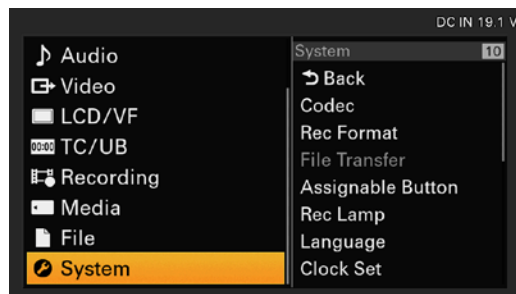 DC IN 19.1 V
Audio
Video
LCD/VF
00:00 TC/UB
Recording
Media
File
System
System 10
Back
Codec
Rec Format
File Transfer
Assignable Button
Rec Lamp
Language
Clock Set